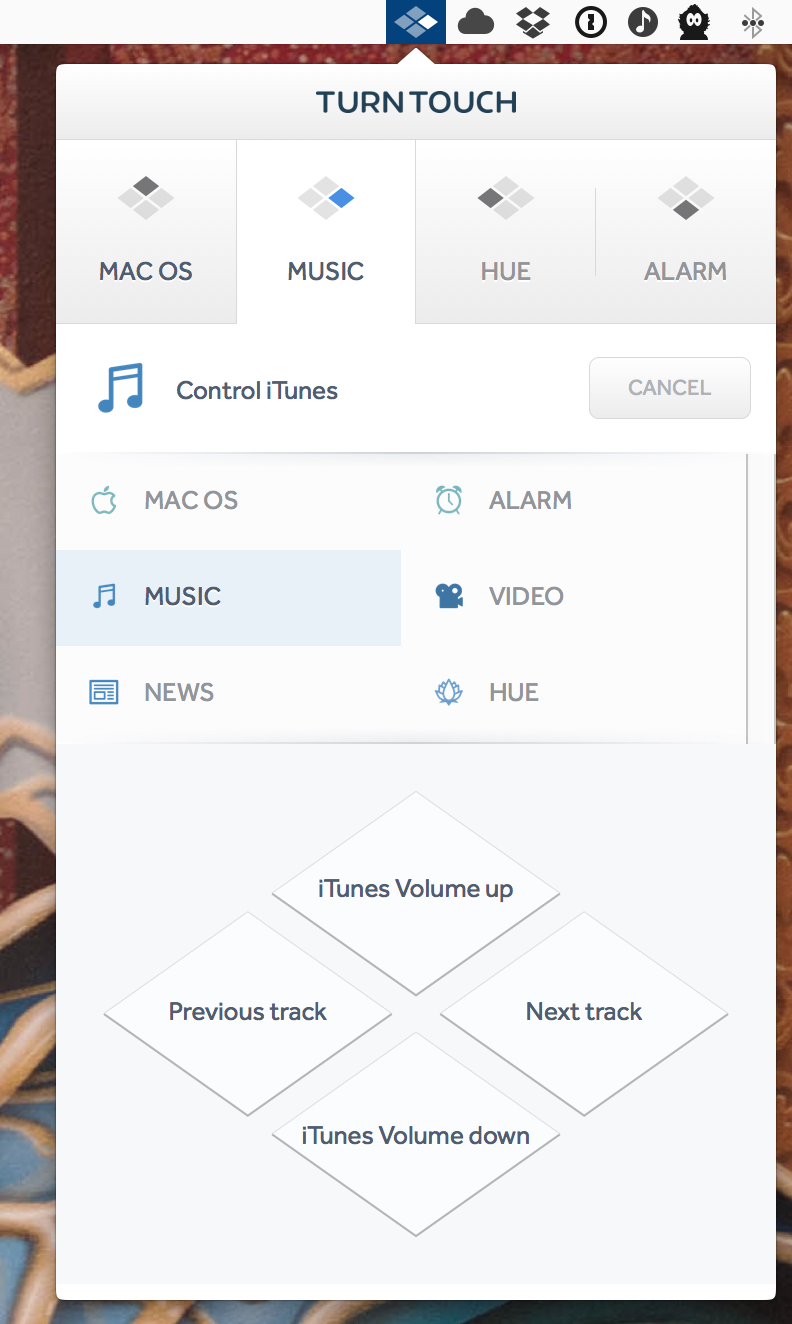 TURN TOUCH
MAC OS
MUSIC
HUE
ALARM
Control iTunes
CANCEL
MAC OS
ALARM
MUSIC
VIDEO
NEWS
HUE
iTunes Volume up
Previous track
Next track
iTunes Volume down